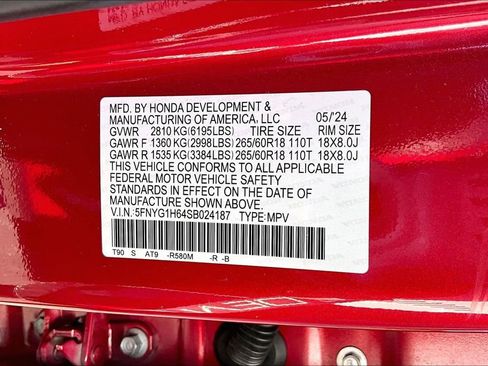 MFD. BY HONDA DEVELOPMENT &
MANUFACTURING OF AMERICA, LLC 05/'24
GVWR 2810 KG(6195LBS) TIRE SIZE RIM SIZE
GAWR F 1360 KG(2998LBS) 265/60R18 110T 18X8.0J
GAWR R 1535 KG(3384LBS) 265/60R18 110T 18X8.0J
THIS VEHICLE CONFORMS TO ALL APPLICABLE
FEDERAL MOTOR VEHICLE SAFETY
STANDARDS IN EFFECT ON THE DATE OF
MANUFACTURE SHOWN ABOVE.
V.I.N.:5FNYG1H64SB024187 TYPE:MPV
T90 S AT9 -R580M -R -B